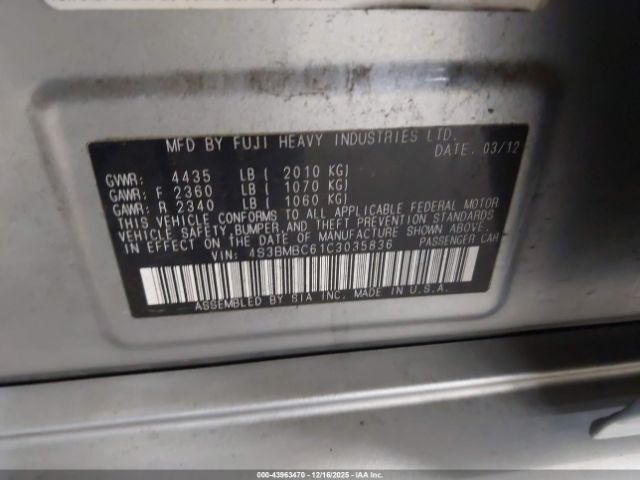 MFD BY FUJI HEAVY INDUSTRIES LTD.
DATE. 03/12
GVWR: 4435 LB ( 2010 KG)
GAWR: F 2360 LB ( 1070 KG)
GAWR: R 2340 LB ( 1060 KG)
THIS VEHICLE CONFORMS TO ALL APPLICABLE FEDERAL MOTOR
VEHICLE SAFETY, BUMPER, AND THEFT PREVENTION STANDARDS
IN EFFECT ON THE DATE OF MANUFACTURE SHOWN ABOVE.
VIN: 4S3BMBC61C3035836 PASSENGER CAR
ASSEMBLED BY SIA INC. MADE IN U.S.A.
000-43963470 - 12/16/2025 - IAA Inc.